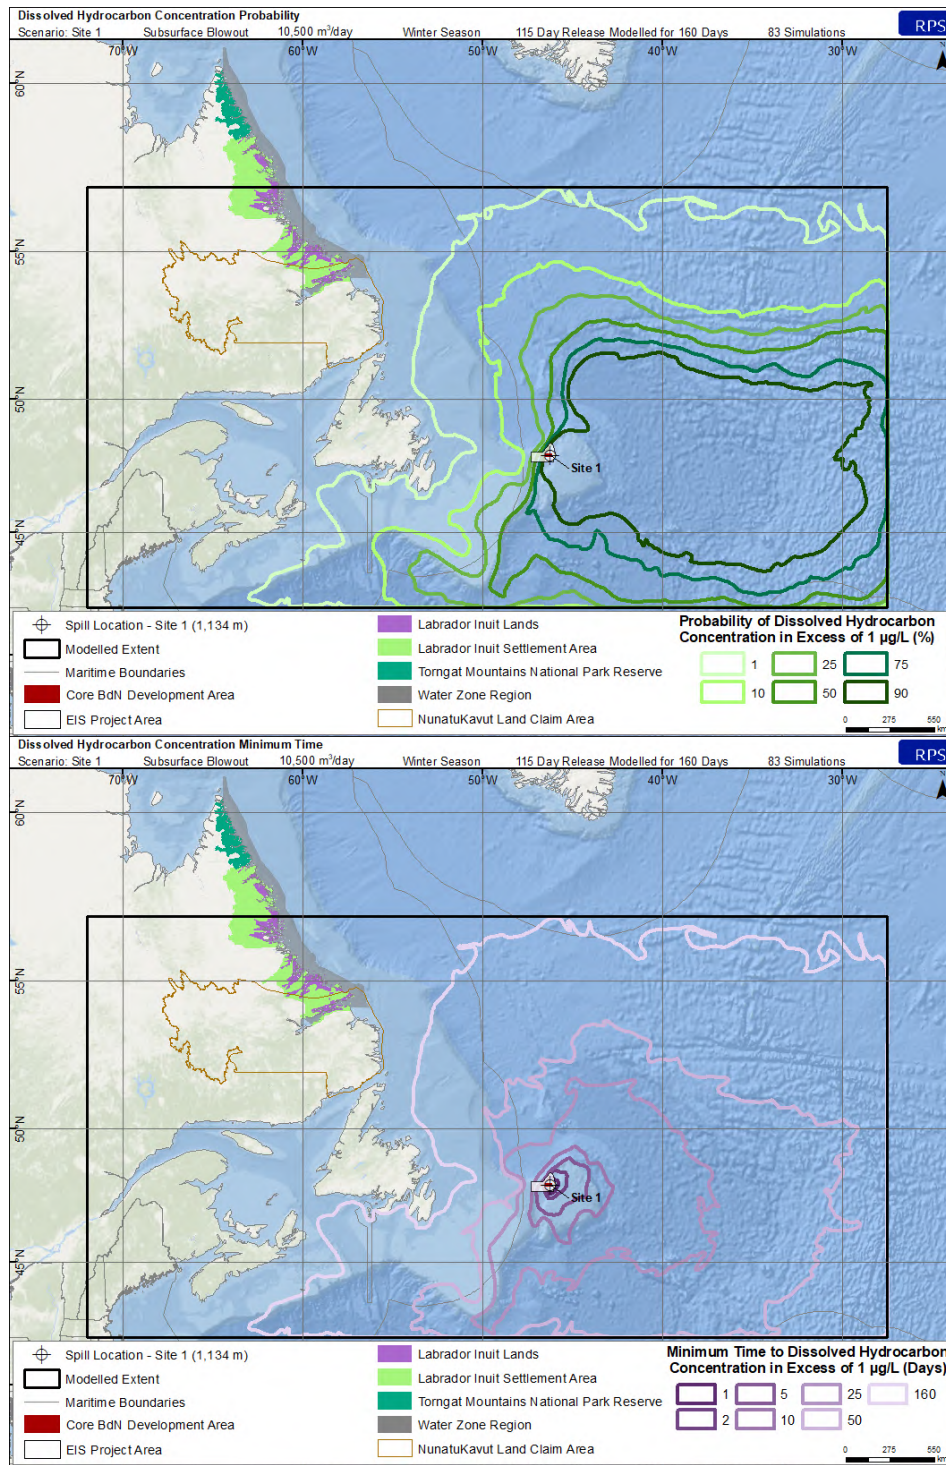 Dissolved Hydrocarbon Concentration Probability
Scenario: Site 1 Subsurface Blowout 10,500 m³/day Winter Season 115 Day Release Modelled for 160 Days 83 Simulations
RPS
70°W 60°W 50°W 40°W 30°W
60°N
55°N
50°N
45°N
Site 1
Spill Location - Site 1 (1,134 m)
Modelled Extent
Maritime Boundaries
Core BdN Development Area
EIS Project Area
Labrador Inuit Lands
Labrador Inuit Settlement Area
Torngat Mountains National Park Reserve
Water Zone Region
NunatuKavut Land Claim Area
Probability of Dissolved Hydrocarbon
Concentration in Excess of 1 µg/L (%)
1 25 75
10 50 90
0 275 550
km
Dissolved Hydrocarbon Concentration Minimum Time
Scenario: Site 1 Subsurface Blowout 10,500 m³/day Winter Season 115 Day Release Modelled for 160 Days 83 Simulations
RPS
70°W 60°W 50°W 40°W 30°W
60°N
55°N
50°N
45°N
Site 1
Spill Location - Site 1 (1,134 m)
Modelled Extent
Maritime Boundaries
Core BdN Development Area
EIS Project Area
Labrador Inuit Lands
Labrador Inuit Settlement Area
Torngat Mountains National Park Reserve
Water Zone Region
NunatuKavut Land Claim Area
Minimum Time to Dissolved Hydrocarbon
Concentration in Excess of 1 µg/L (Days)
1 5 25 160
2 10 50
0 275 550
km